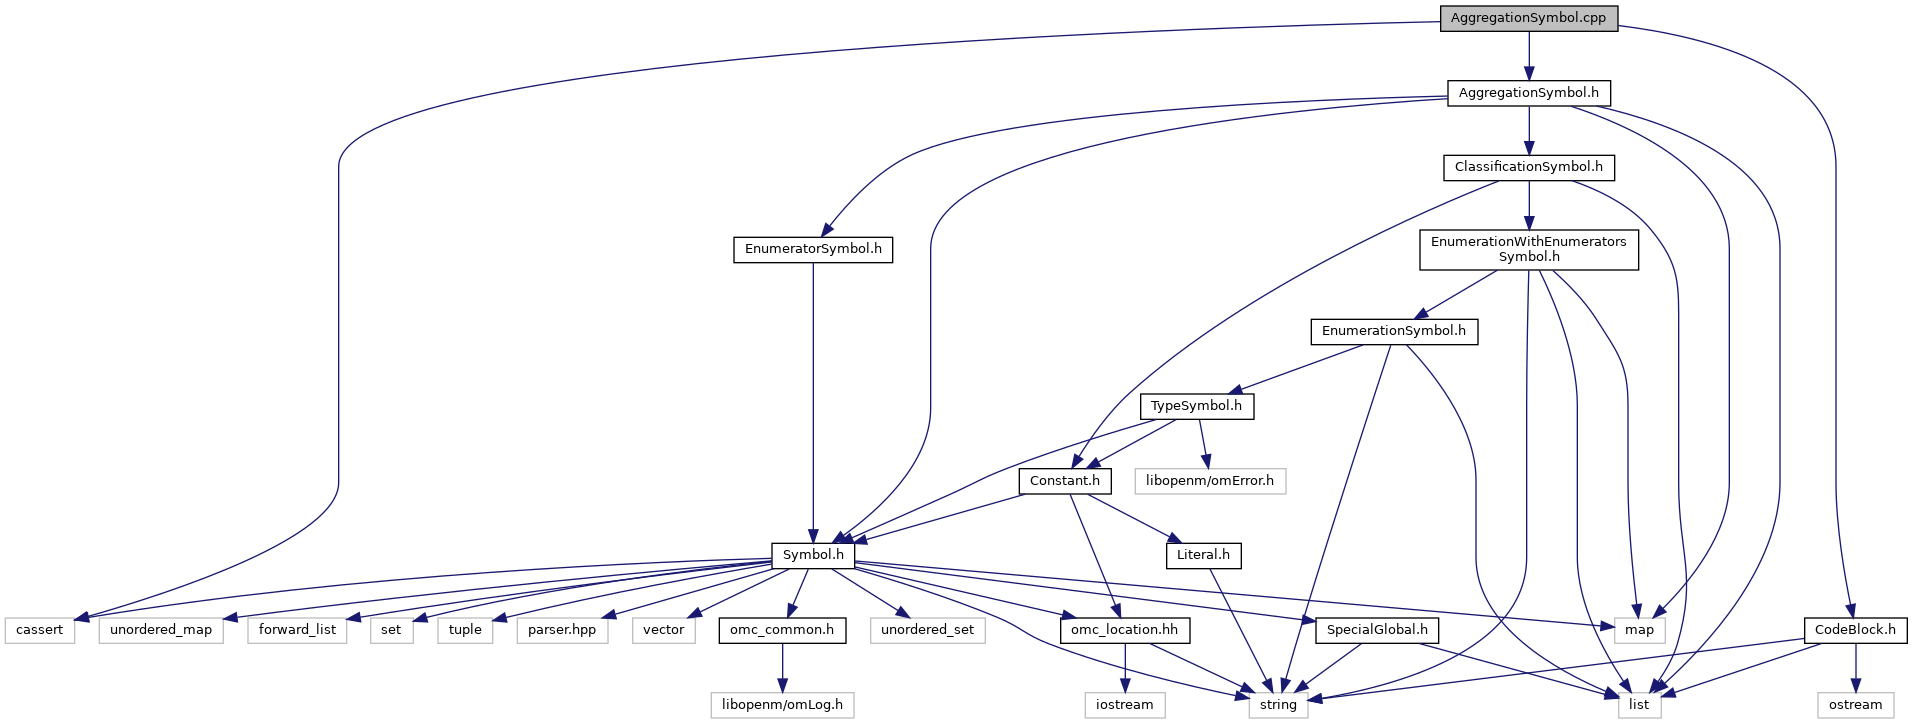 AggregationSymbol.cpp
AggregationSymbol.h
ClassificationSymbol.h
EnumeratorSymbol.h
EnumerationWithEnumerators
Symbol.h
EnumerationSymbol.h
TypeSymbol.h
Constant.h
libopenm/omError.h
Symbol.h
Literal.h
cassert
unordered_map
forward_list
set
tuple
parser.hpp
vector
omc_common.h
unordered_set
omc_location.hh
SpecialGlobal.h
map
CodeBlock.h
libopenm/omLog.h
iostream
string
list
ostream